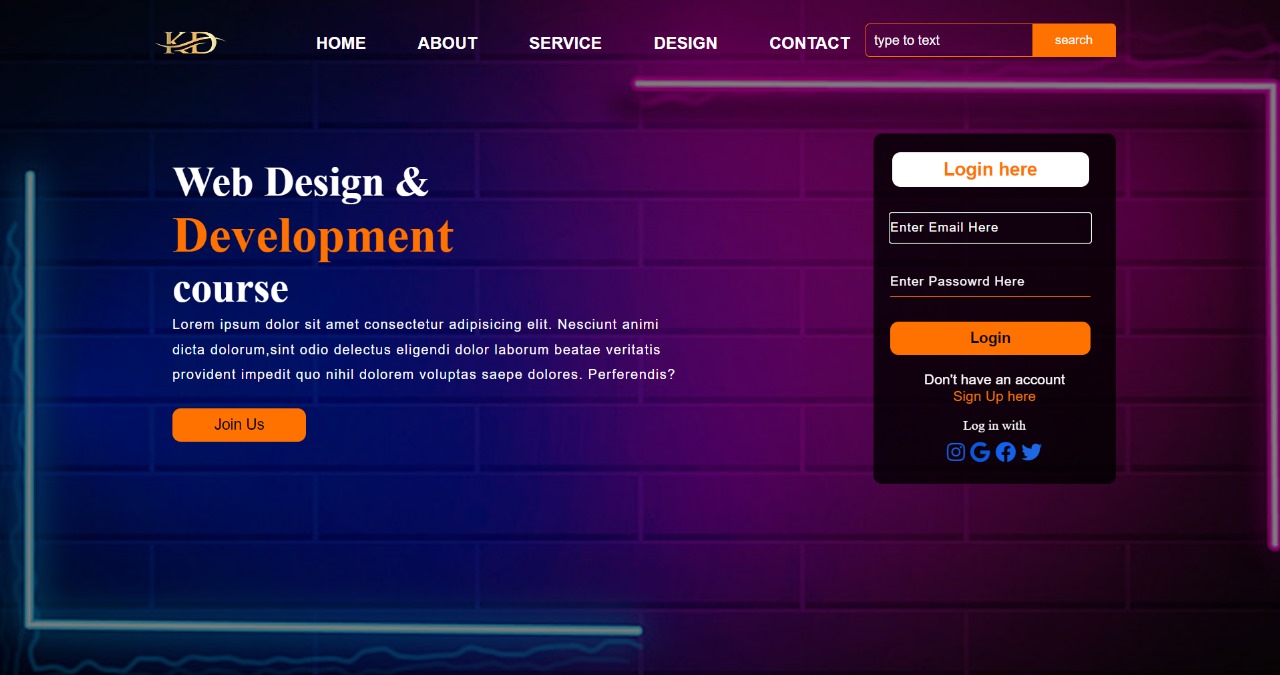 KD
HOME ABOUT SERVICE DESIGN CONTACT type to text search
Web Design &
Development
course
Lorem ipsum dolor sit amet consectetur adipisicing elit. Nesciunt animi
dicta dolorum,sint odio delectus eligendi dolor laborum beatae veritatis
provident impedit quo nihil dolorem voluptas saepe dolores. Perferendis?
Join Us
Login here
Enter Email Here
Enter Passowrd Here
Login
Don't have an account
Sign Up here
Log in with